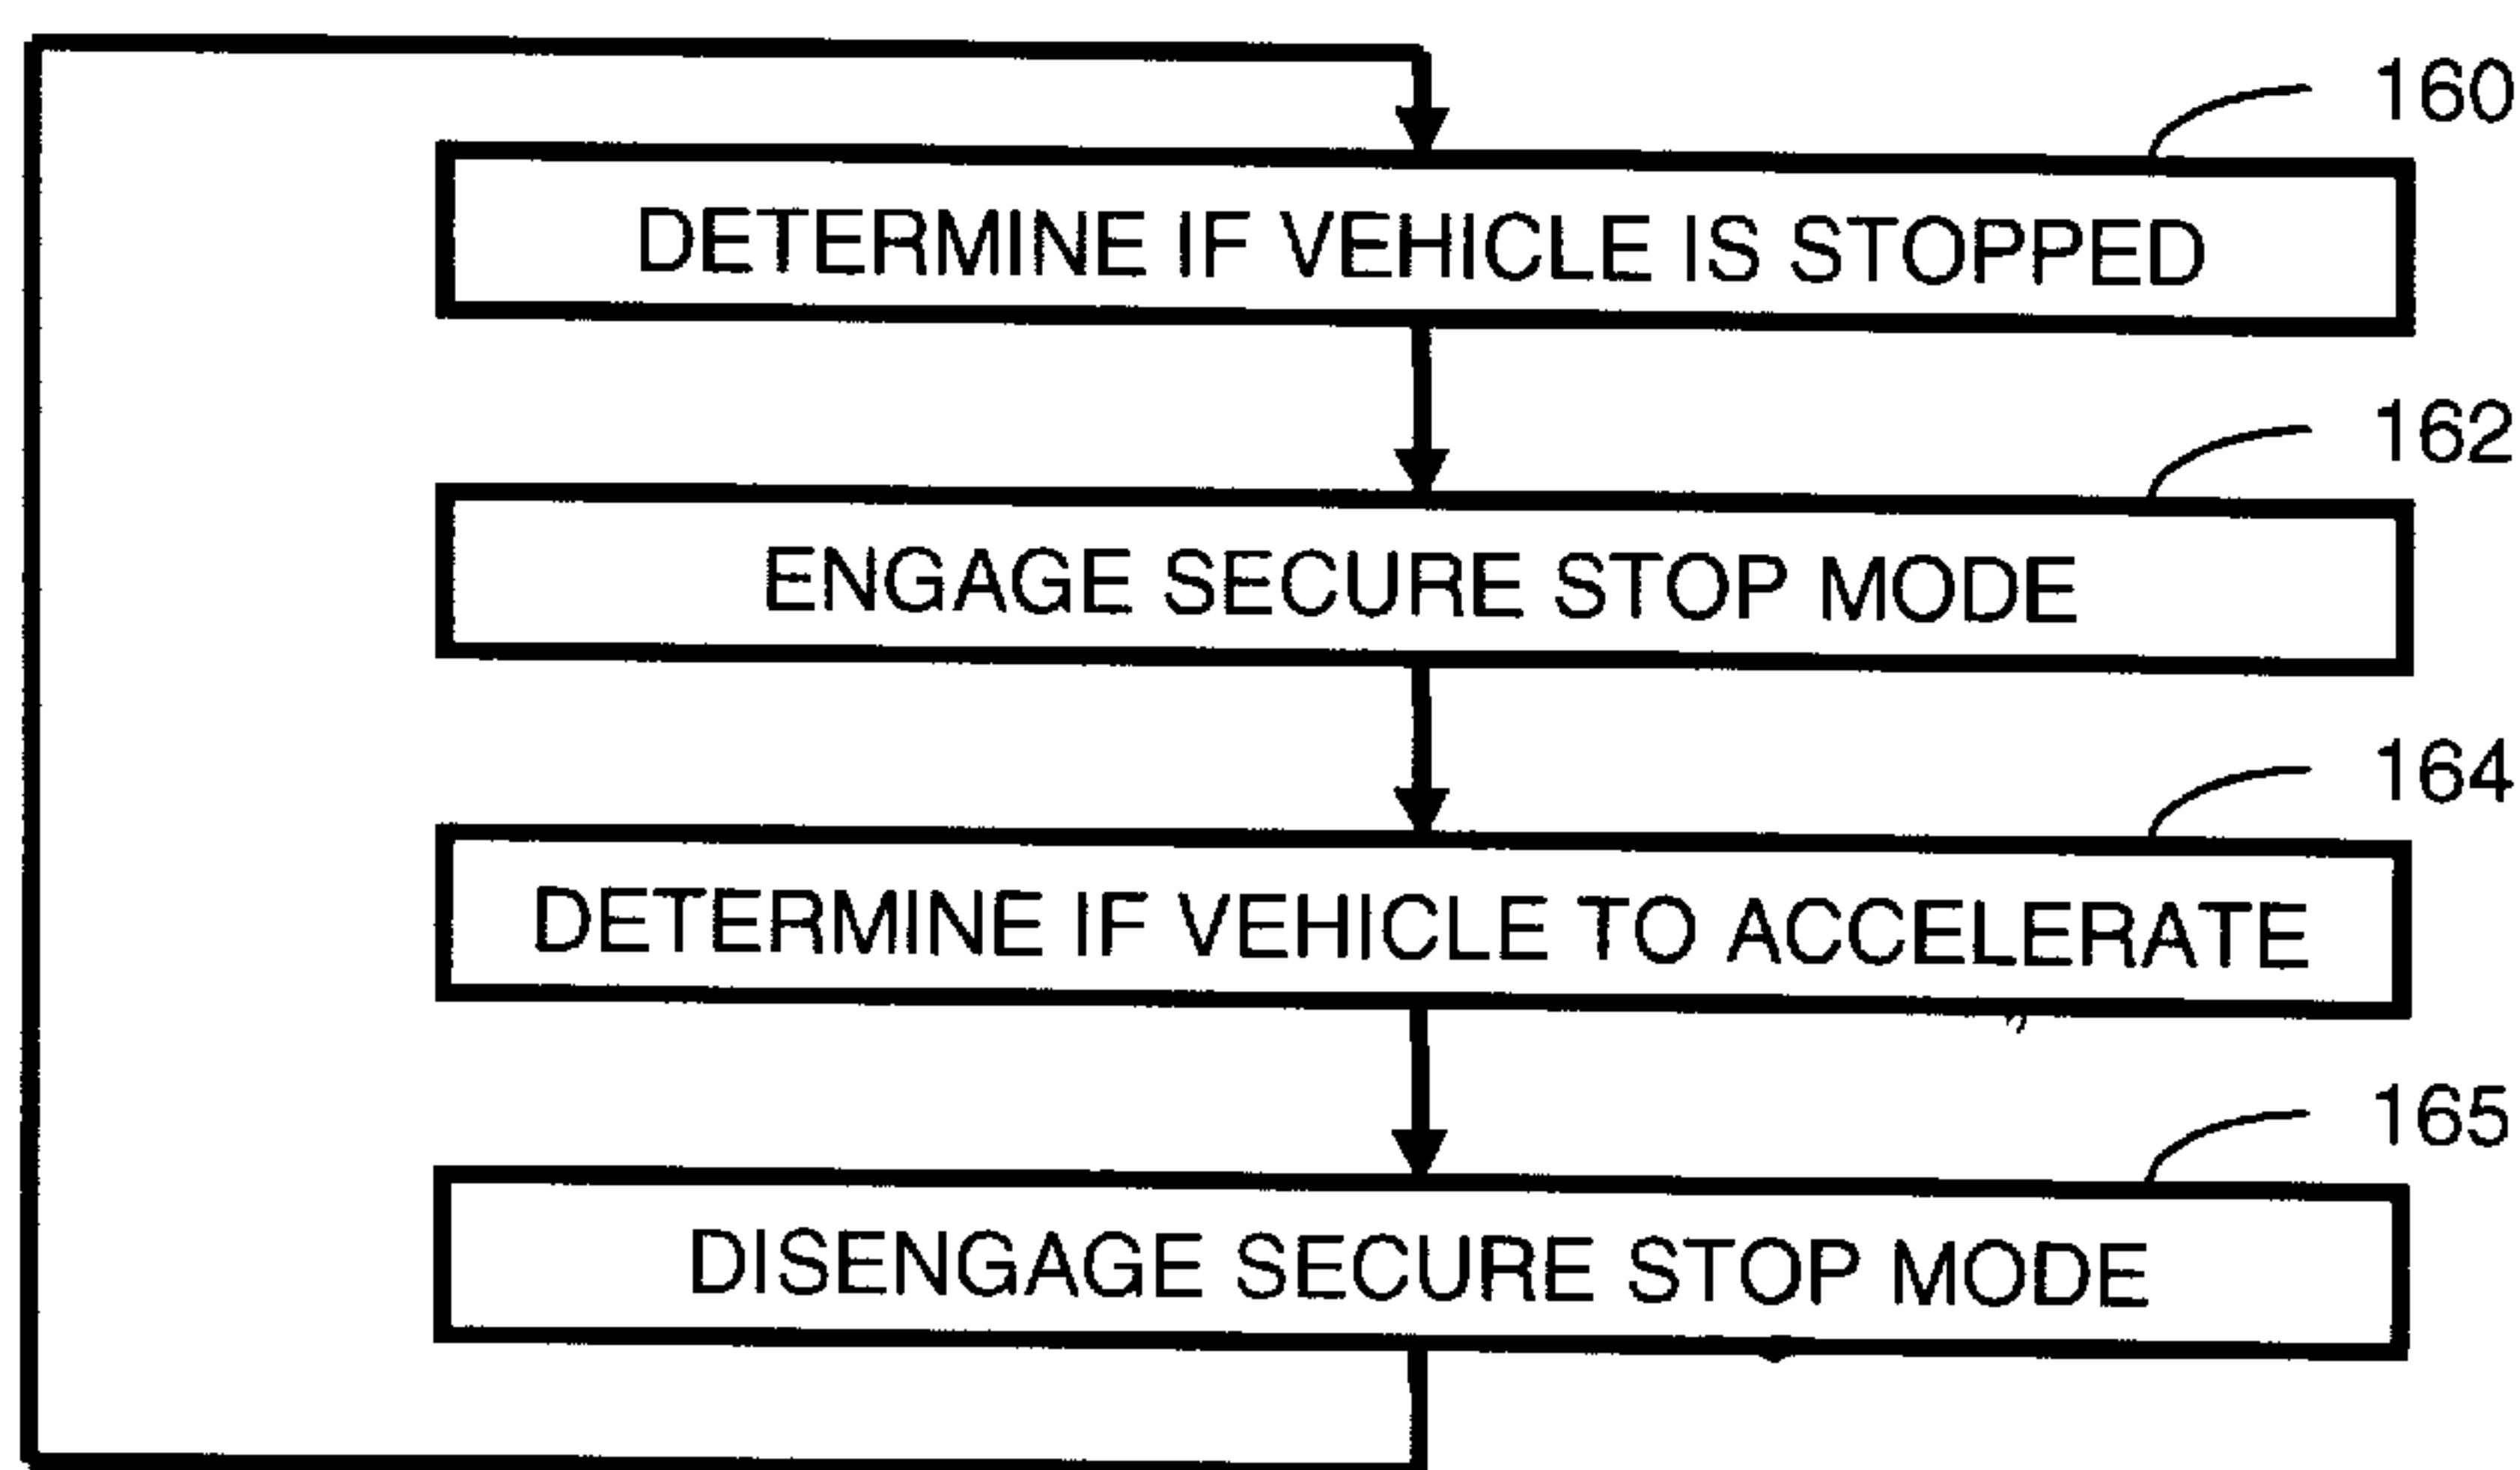 160
DETERMINE IF VEHICLE IS STOPPED
162
ENGAGE SECURE STOP MODE
164
DETERMINE IF VEHICLE TO ACCELERATE
165
DISENGAGE SECURE STOP MODE